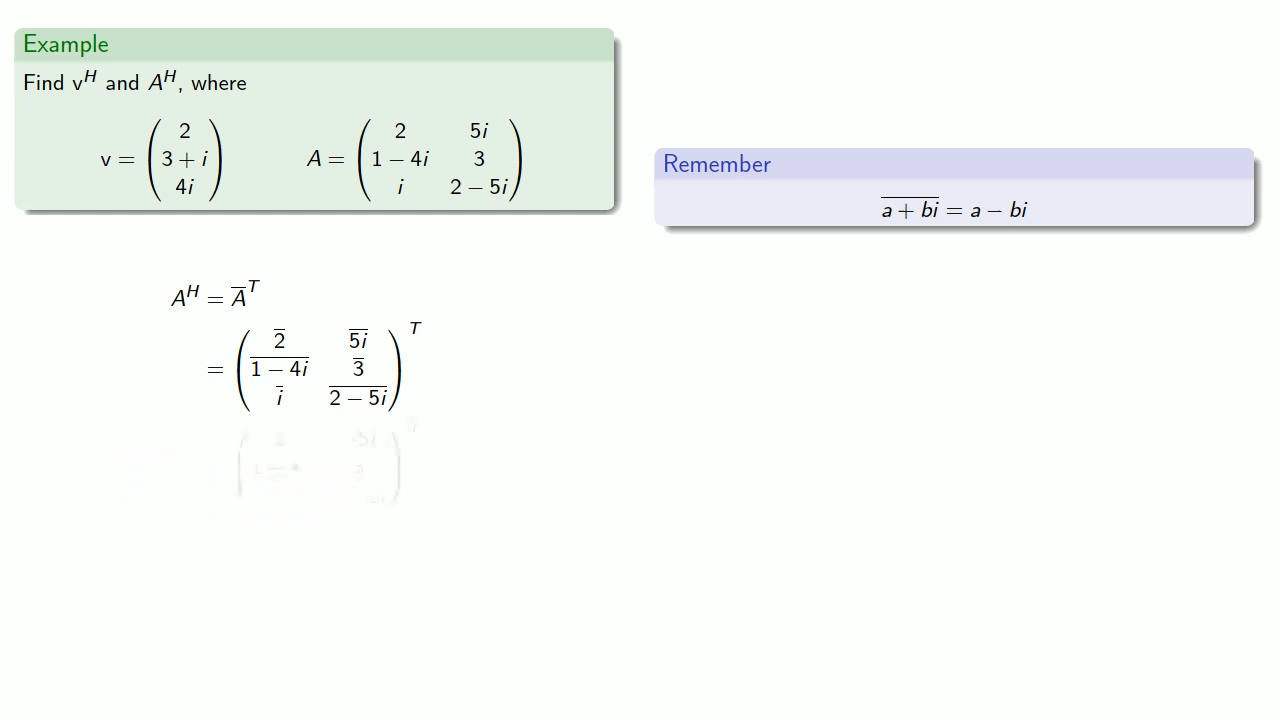 Example
Find v^H and A^H, where
v = ( 2 ; 3 + i ; 4i ) A = ( 2 5i ; 1 − 4i 3 ; i 2 − 5i )
Remember
\overline{a + bi} = a − bi
A^H = \overline{A}^T
= ( \overline{2} \overline{5i} ; \overline{1 − 4i} \overline{3} ; \overline{i} \overline{2 − 5i} )^T